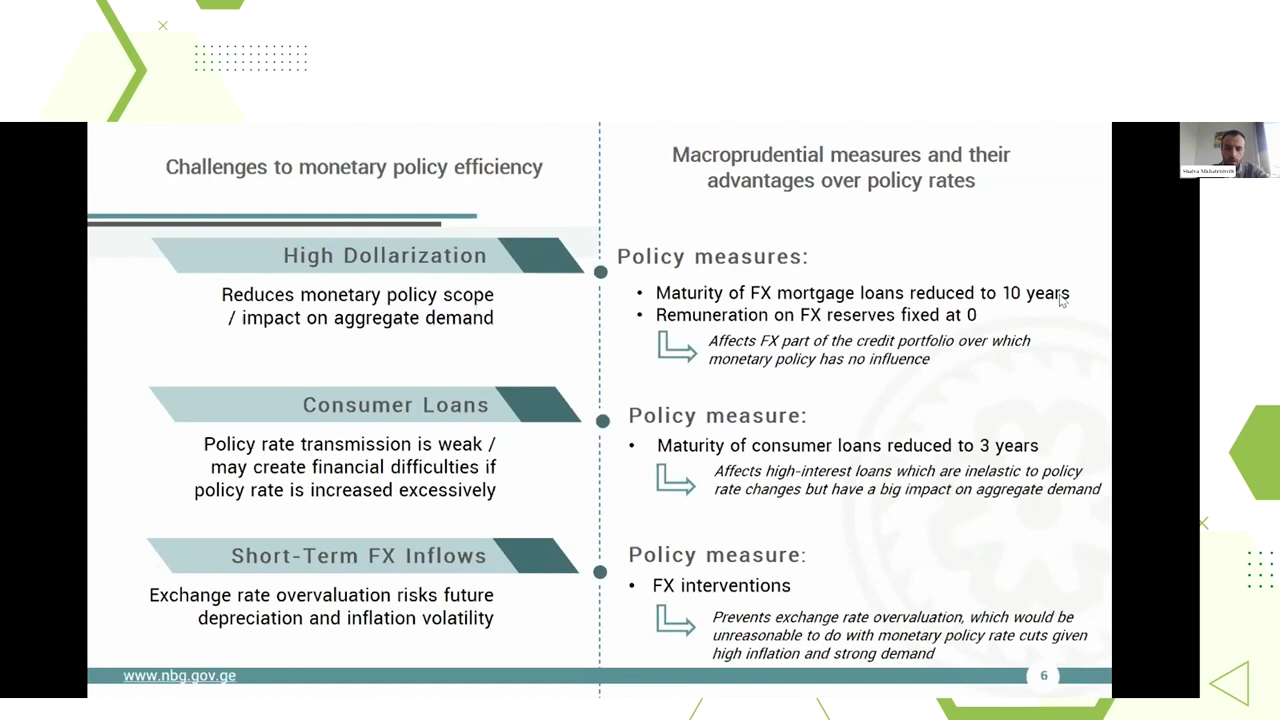 Challenges to monetary policy efficiency
Macroprudential measures and their
advantages over policy rates
High Dollarization
Reduces monetary policy scope
/ impact on aggregate demand
Policy measures:
• Maturity of FX mortgage loans reduced to 10 years
• Remuneration on FX reserves fixed at 0
Affects FX part of the credit portfolio over which
monetary policy has no influence
Consumer Loans
Policy rate transmission is weak /
may create financial difficulties if
policy rate is increased excessively
Policy measure:
• Maturity of consumer loans reduced to 3 years
Affects high-interest loans which are inelastic to policy
rate changes but have a big impact on aggregate demand
Short-Term FX Inflows
Exchange rate overvaluation risks future
depreciation and inflation volatility
Policy measure:
• FX interventions
Prevents exchange rate overvaluation, which would be
unreasonable to do with monetary policy rate cuts given
high inflation and strong demand
www.nbg.gov.ge
6